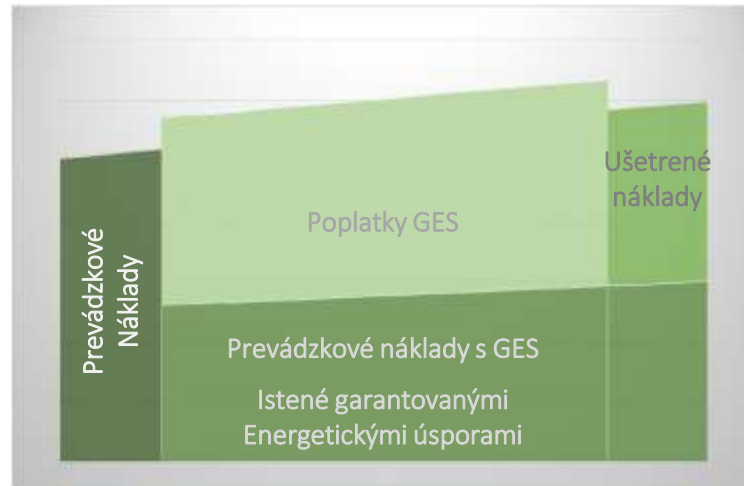 Prevádzkové
Náklady
Poplatky GES
Ušetrené
náklady
Prevádzkové náklady s GES
Istené garantovanými
Energetickými úsporami